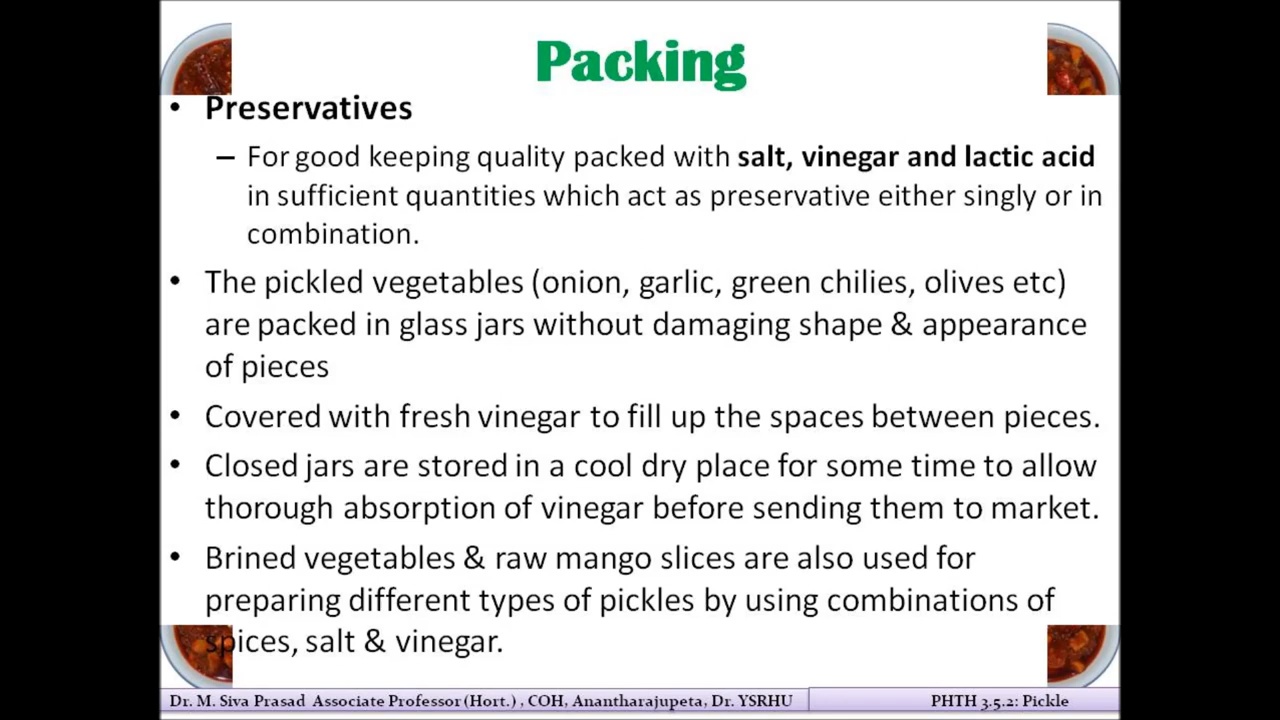 Packing
• Preservatives
– For good keeping quality packed with salt, vinegar and lactic acid
in sufficient quantities which act as preservative either singly or in
combination.
• The pickled vegetables (onion, garlic, green chilies, olives etc)
are packed in glass jars without damaging shape & appearance
of pieces
• Covered with fresh vinegar to fill up the spaces between pieces.
• Closed jars are stored in a cool dry place for some time to allow
thorough absorption of vinegar before sending them to market.
• Brined vegetables & raw mango slices are also used for
preparing different types of pickles by using combinations of
spices, salt & vinegar.
Dr. M. Siva Prasad Associate Professor (Hort.) , COH, Anantharajupeta, Dr. YSRHU
PHTH 3.5.2: Pickle